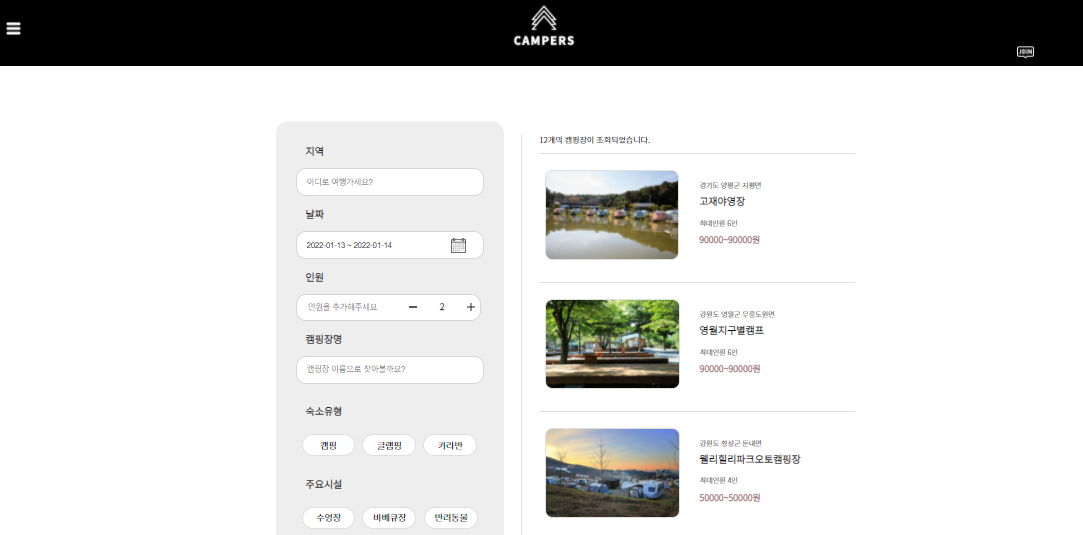 CAMPERS
JOIN
지역
어디로 여행가세요?
날짜
2022-01-13 ~ 2022-01-14
인원
인원을 추가해주세요
2
캠핑장명
캠핑장 이름으로 찾아볼까요?
숙소유형
캠핑 글램핑 카라반
주요시설
수영장 바베큐장 반려동물
12개의 캠핑장이 조회되었습니다.
경기도 양평군 지평면
고재야영장
최대인원 6인
90000~90000원
강원도 영월군 무릉도원면
영월지구별캠프
최대인원 6인
90000~90000원
강원도 횡성군 둔내면
웰리힐리파크오토캠핑장
최대인원 4인
50000~50000원